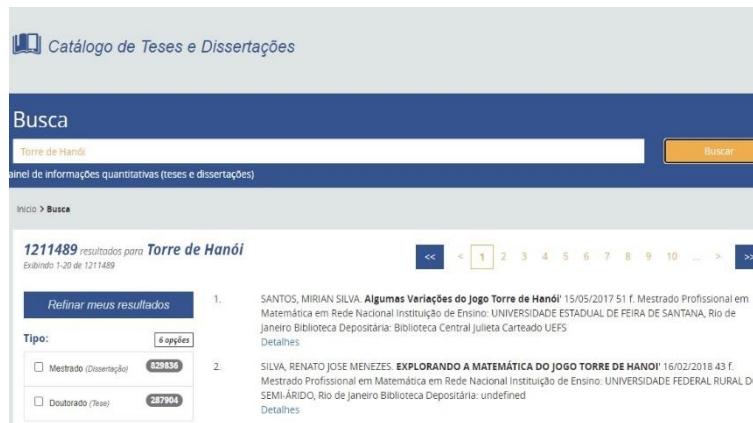 Catálogo de Teses e Dissertações
Busca
Torre de Hanói
Buscar
ainel de informações quantitativas (teses e dissertações)
Início > Busca
1211489 resultados para Torre de Hanói
Exibindo 1-20 de 1211489
<< < 1 2 3 4 5 6 7 8 9 10 ... > >>
Refinar meus resultados
Tipo: 6 opções
Mestrado (Dissertação) 829836
Doutorado (Tese) 287904
1. SANTOS, MIRIAN SILVA. Algumas Variações do Jogo Torre de Hanói' 15/05/2017 51 f. Mestrado Profissional em
Matemática em Rede Nacional Instituição de Ensino: UNIVERSIDADE ESTADUAL DE FEIRA DE SANTANA, Rio de
Janeiro Biblioteca Depositária: Biblioteca Central Julieta Carteado UEFS
Detalhes
2. SILVA, RENATO JOSE MENEZES. EXPLORANDO A MATEMÁTICA DO JOGO TORRE DE HANOI' 16/02/2018 43 f.
Mestrado Profissional em Matemática em Rede Nacional Instituição de Ensino: UNIVERSIDADE FEDERAL RURAL DO
SEMI-ÁRIDO, Rio de Janeiro Biblioteca Depositária: undefined
Detalhes